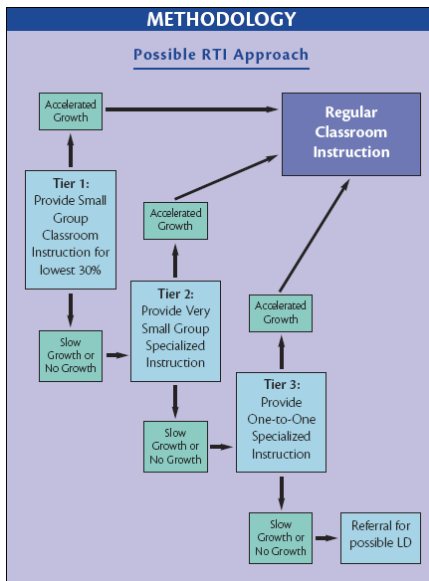 METHODOLOGY
Possible RTI Approach
Accelerated
Growth
Regular
Classroom
Instruction
Tier 1:
Provide Small
Group
Classroom
Instruction for
lowest 30%
Accelerated
Growth
Slow
Growth or
No Growth
Tier 2:
Provide Very
Small Group
Specialized
Instruction
Accelerated
Growth
Slow
Growth or
No Growth
Tier 3:
Provide
One-to-One
Specialized
Instruction
Slow
Growth or
No Growth
Referral for
possible LD